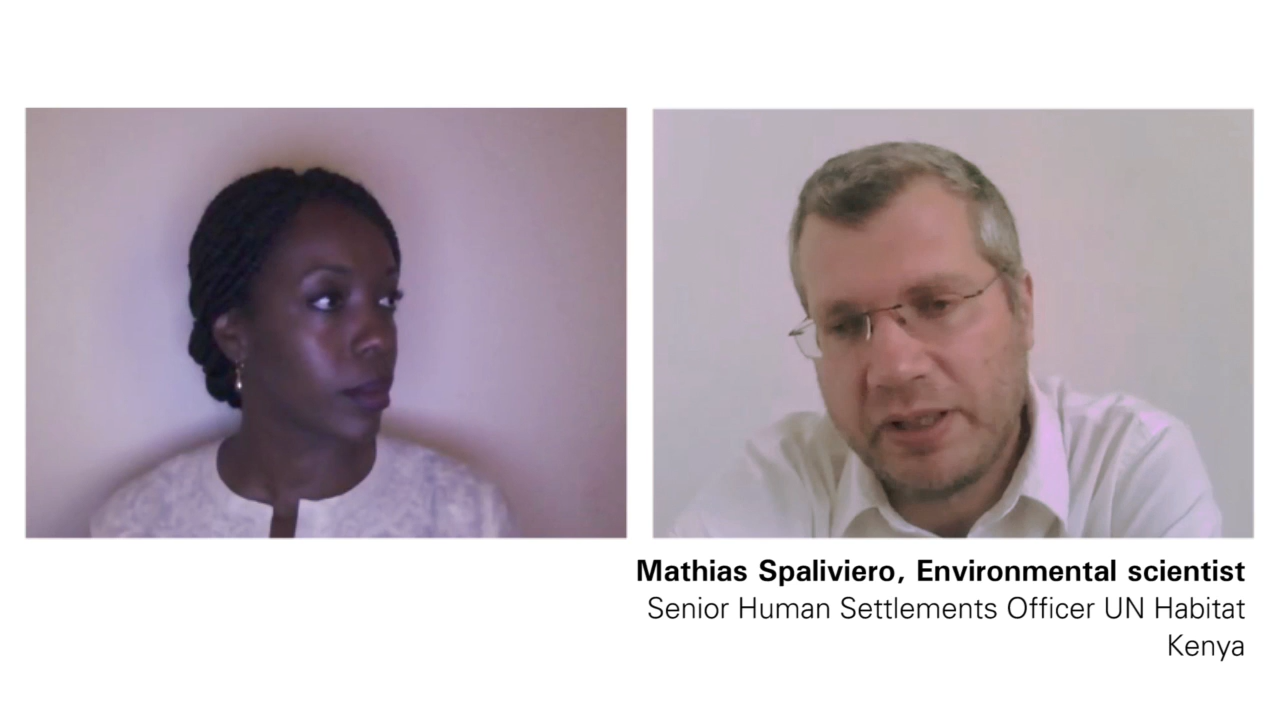 Mathias Spaliviero, Environmental scientist
Senior Human Settlements Officer UN Habitat
Kenya